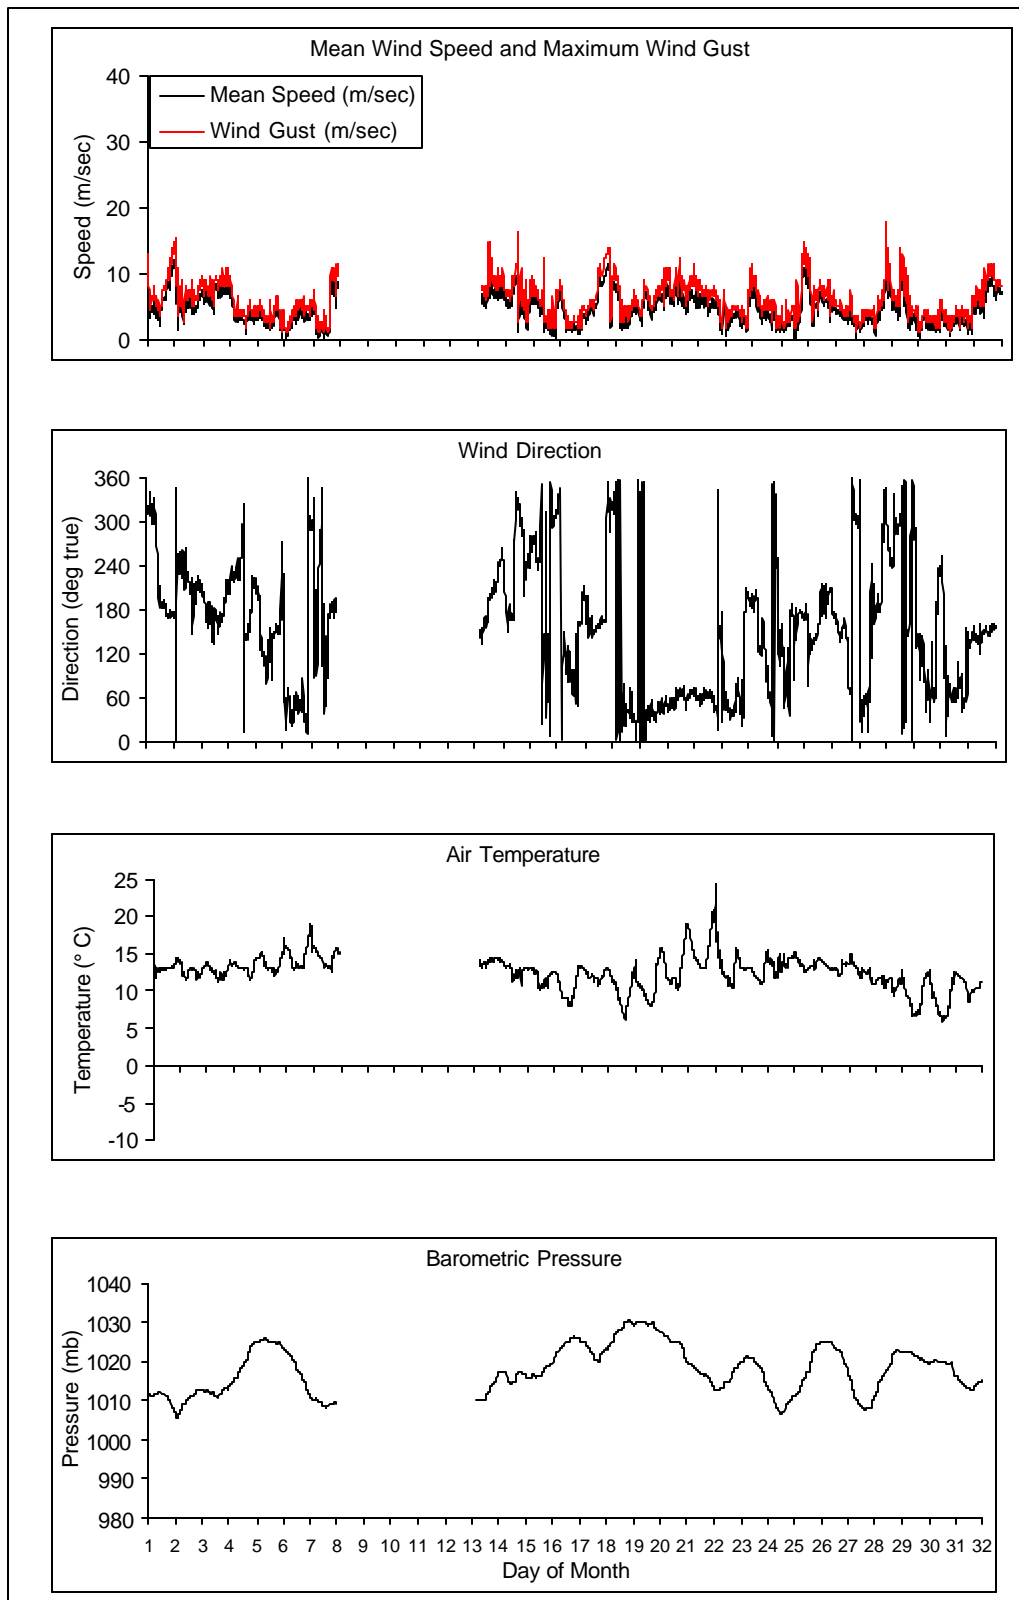 Mean Wind Speed and Maximum Wind Gust
40
30
20
10
0
Speed (m/sec)
Mean Speed (m/sec)
Wind Gust (m/sec)
Wind Direction
360
300
240
180
120
60
0
Direction (deg true)
Air Temperature
25
20
15
10
5
0
-5
-10
Temperature (° C)
Barometric Pressure
1040
1030
1020
1010
1000
990
980
Pressure (mb)
1 2 3 4 5 6 7 8 9 10 11 12 13 14 15 16 17 18 19 20 21 22 23 24 25 26 27 28 29 30 31 32
Day of Month